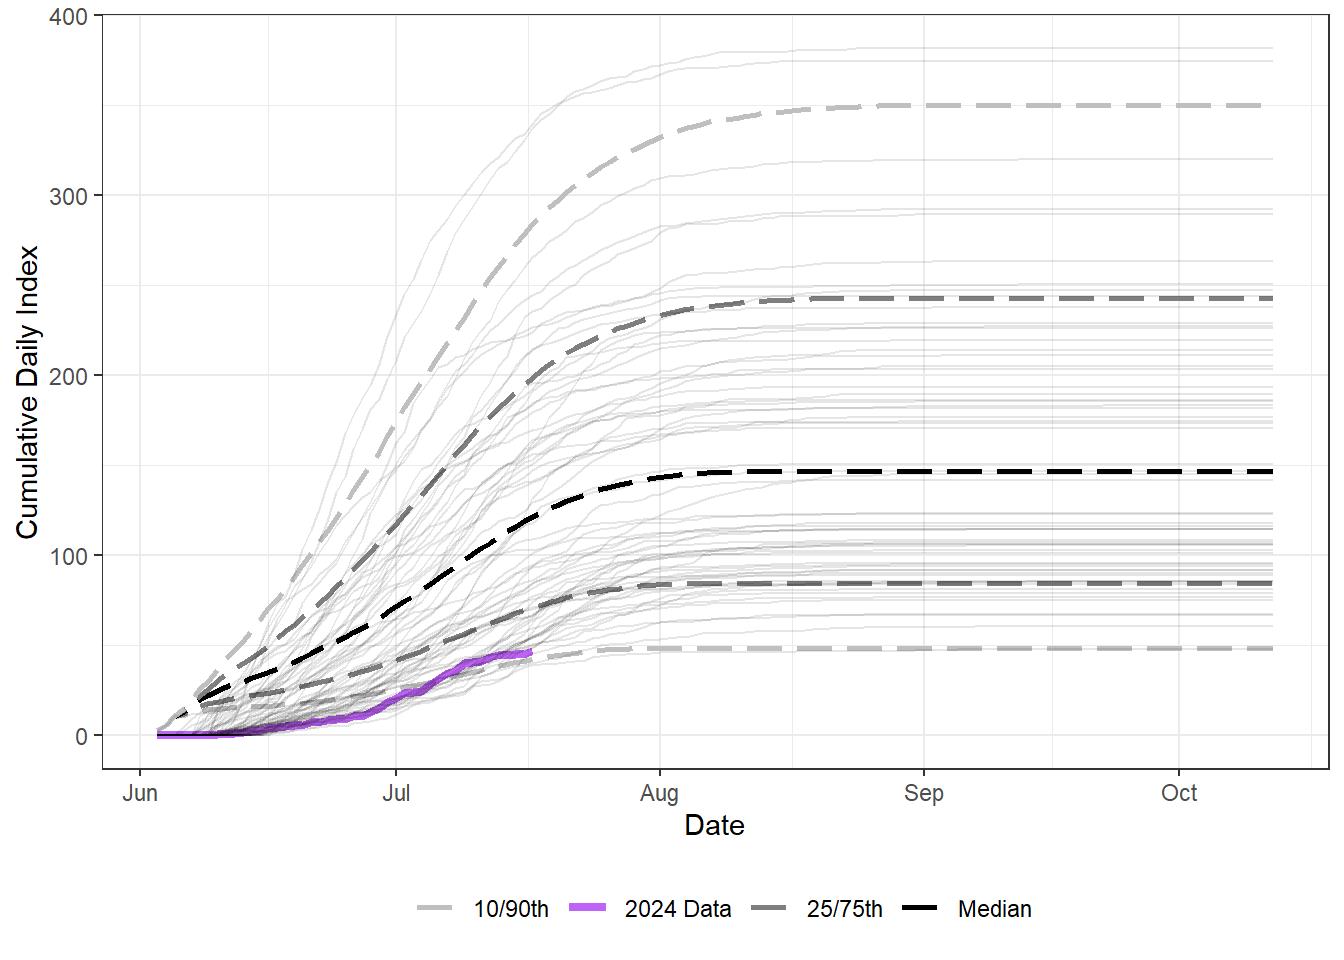 400
300
200
100
0
Cumulative Daily Index
Jun
Jul
Aug
Sep
Oct
Date
10/90th
2024 Data
25/75th
Median